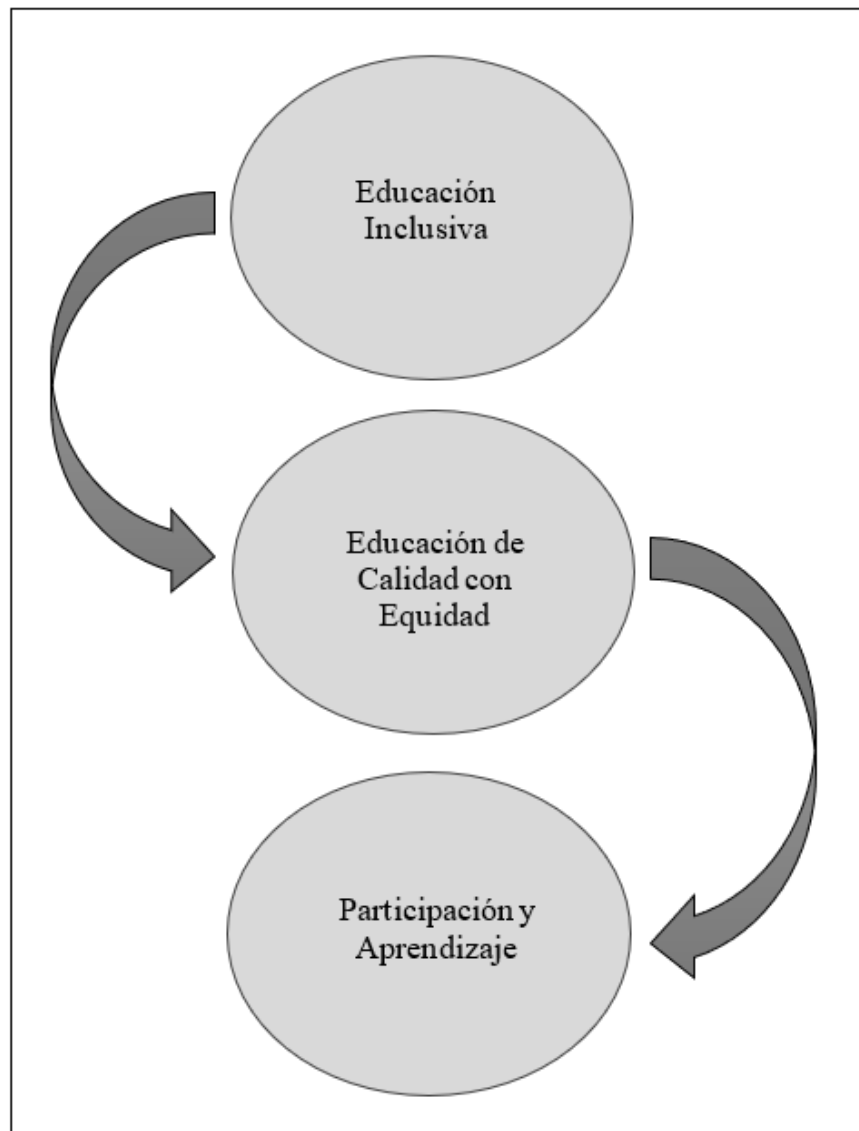 Educación
Inclusiva
Educación de
Calidad con
Equidad
Participación y
Aprendizaje